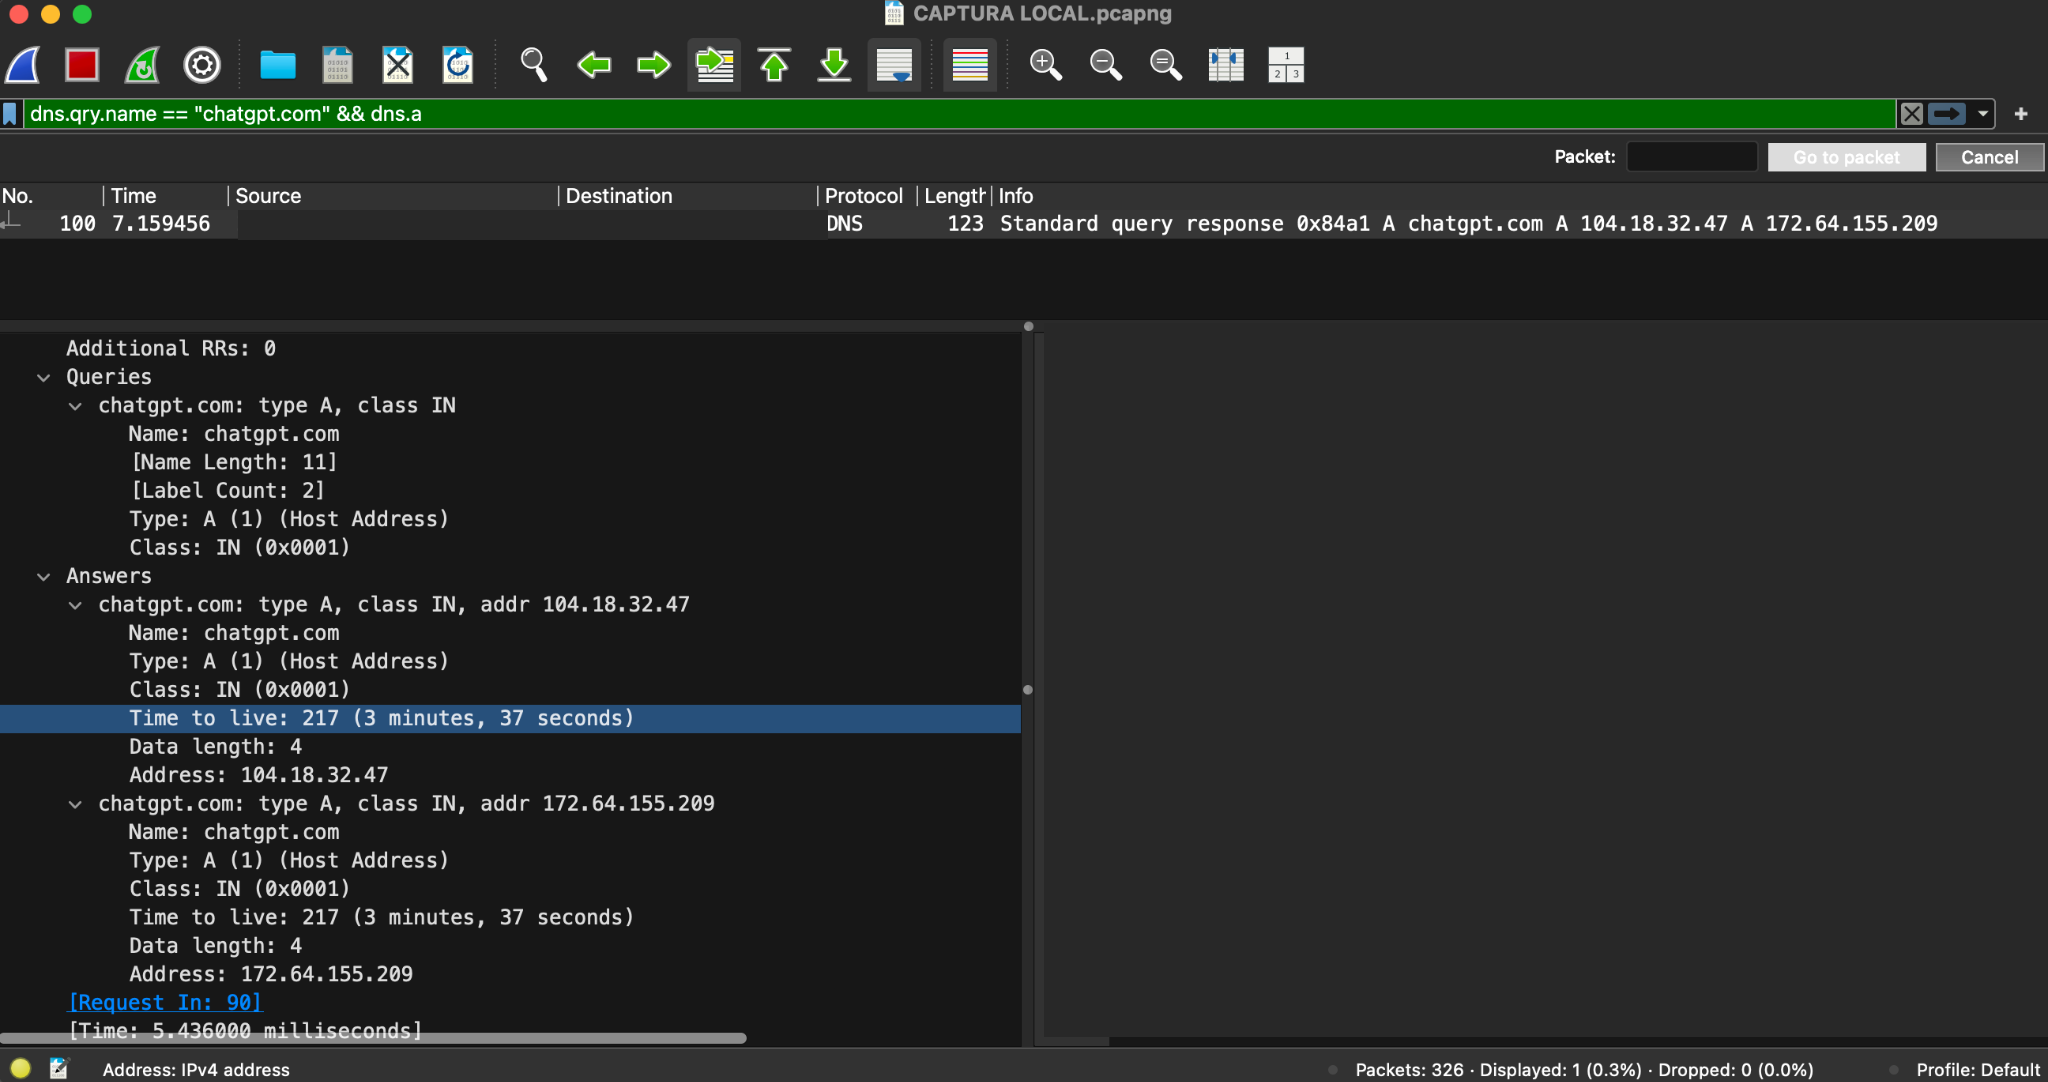 CAPTURA LOCAL.pcapng
dns.qry.name == "chatgpt.com" && dns.a
Packet: Go to packet Cancel
No. Time Source Destination Protocol Length Info
100 7.159456 DNS 123 Standard query response 0x84a1 A chatgpt.com A 104.18.32.47 A 172.64.155.209
Additional RRs: 0
Queries
chatgpt.com: type A, class IN
Name: chatgpt.com
[Name Length: 11]
[Label Count: 2]
Type: A (1) (Host Address)
Class: IN (0x0001)
Answers
chatgpt.com: type A, class IN, addr 104.18.32.47
Name: chatgpt.com
Type: A (1) (Host Address)
Class: IN (0x0001)
Time to live: 217 (3 minutes, 37 seconds)
Data length: 4
Address: 104.18.32.47
chatgpt.com: type A, class IN, addr 172.64.155.209
Name: chatgpt.com
Type: A (1) (Host Address)
Class: IN (0x0001)
Time to live: 217 (3 minutes, 37 seconds)
Data length: 4
Address: 172.64.155.209
[Request In: 90]
[Time: 5.436000 milliseconds]
Address: IPv4 address Packets: 326 · Displayed: 1 (0.3%) · Dropped: 0 (0.0%) Profile: Default